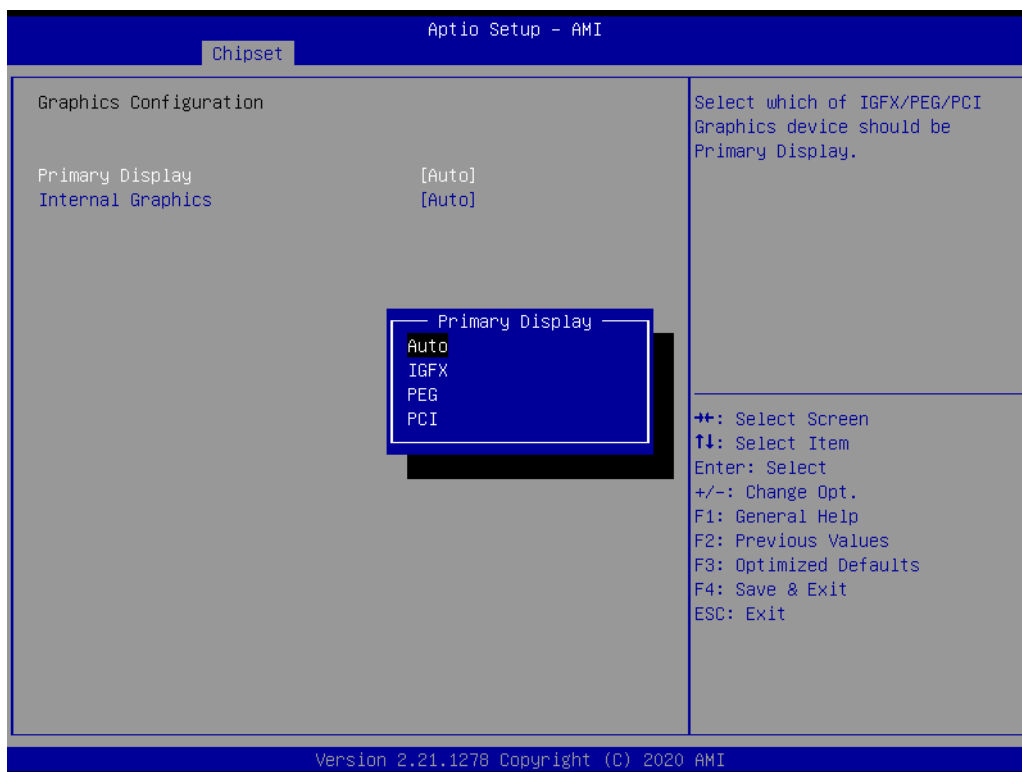 Aptio Setup – AMI
Chipset
Graphics Configuration
Primary Display [Auto]
Internal Graphics [Auto]
Primary Display
Auto
IGFX
PEG
PCI
Select which of IGFX/PEG/PCI
Graphics device should be
Primary Display.
→←: Select Screen
↑↓: Select Item
Enter: Select
+/-: Change Opt.
F1: General Help
F2: Previous Values
F3: Optimized Defaults
F4: Save & Exit
ESC: Exit
Version 2.21.1278 Copyright (C) 2020 AMI